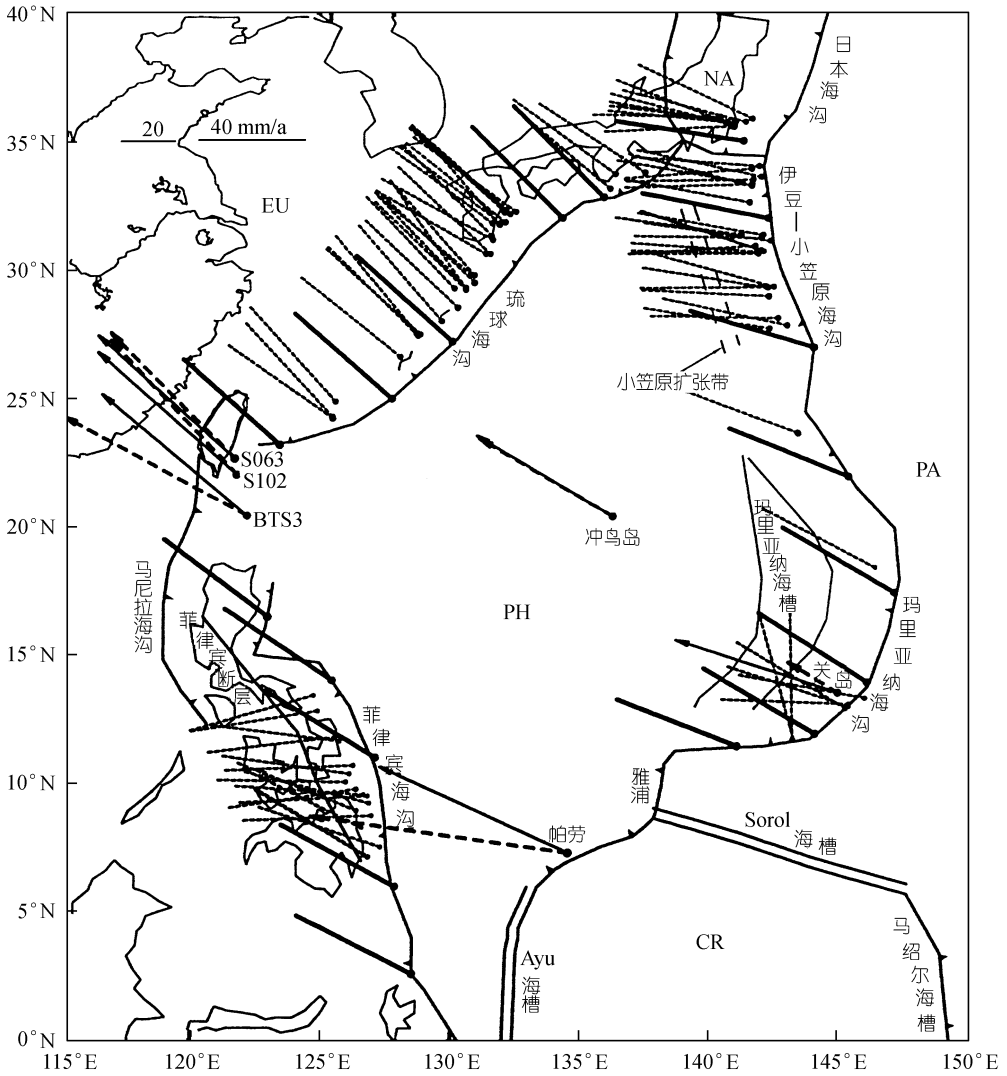 40°N
35°N
30°N
25°N
20°N
15°N
10°N
5°N
0°N
115°E
120°E
125°E
130°E
135°E
140°E
145°E
150°E
20
40 mm/a
EU
NA
日本海沟
伊豆—小笠原海沟
琉球海沟
小笠原扩张带
PA
S063
S102
BTS3
冲鸟岛
马尼拉海沟
菲律宾断层
PH
玛里亚纳海槽
玛里亚纳海沟
关岛
菲律宾海沟
帕劳
雅浦
Sorol
海槽
CR
Ayu
海槽
马绍尔海槽